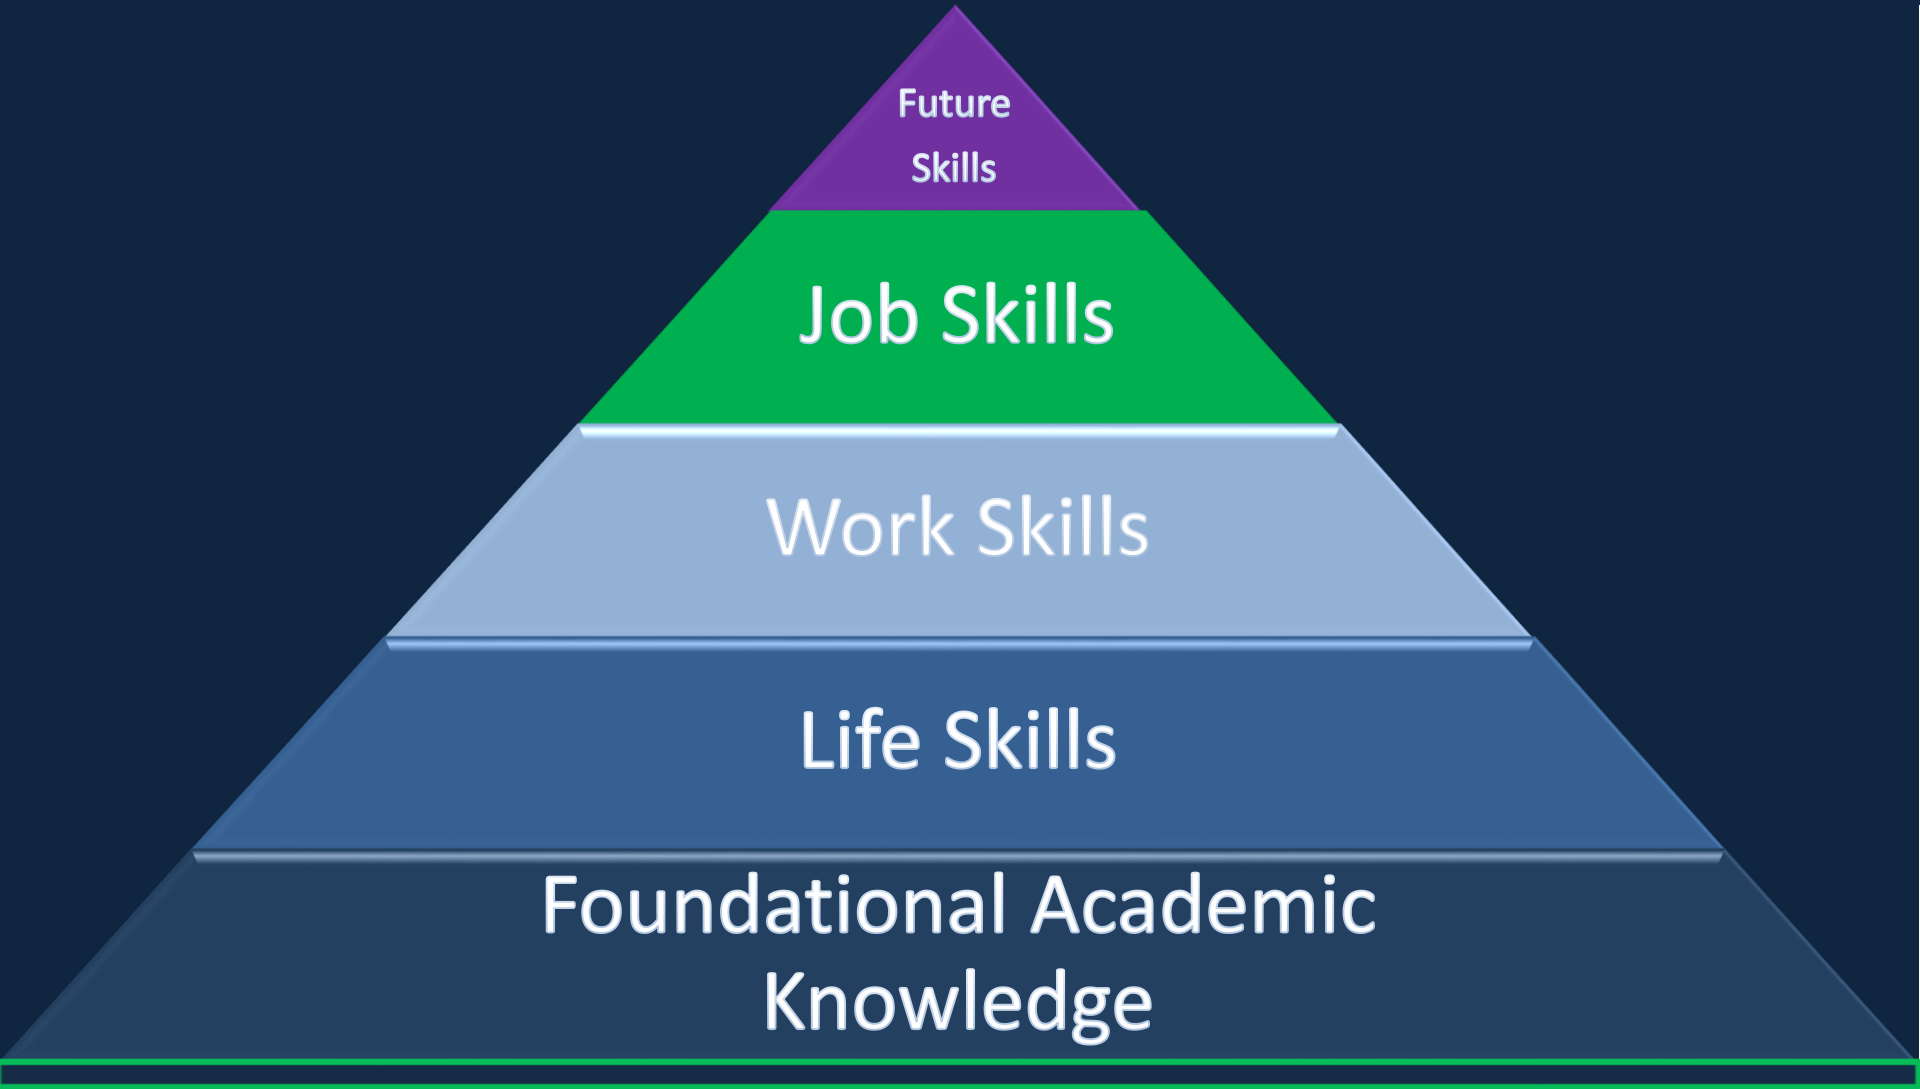 Future
Skills
Job Skills
Work Skills
Life Skills
Foundational Academic
Knowledge